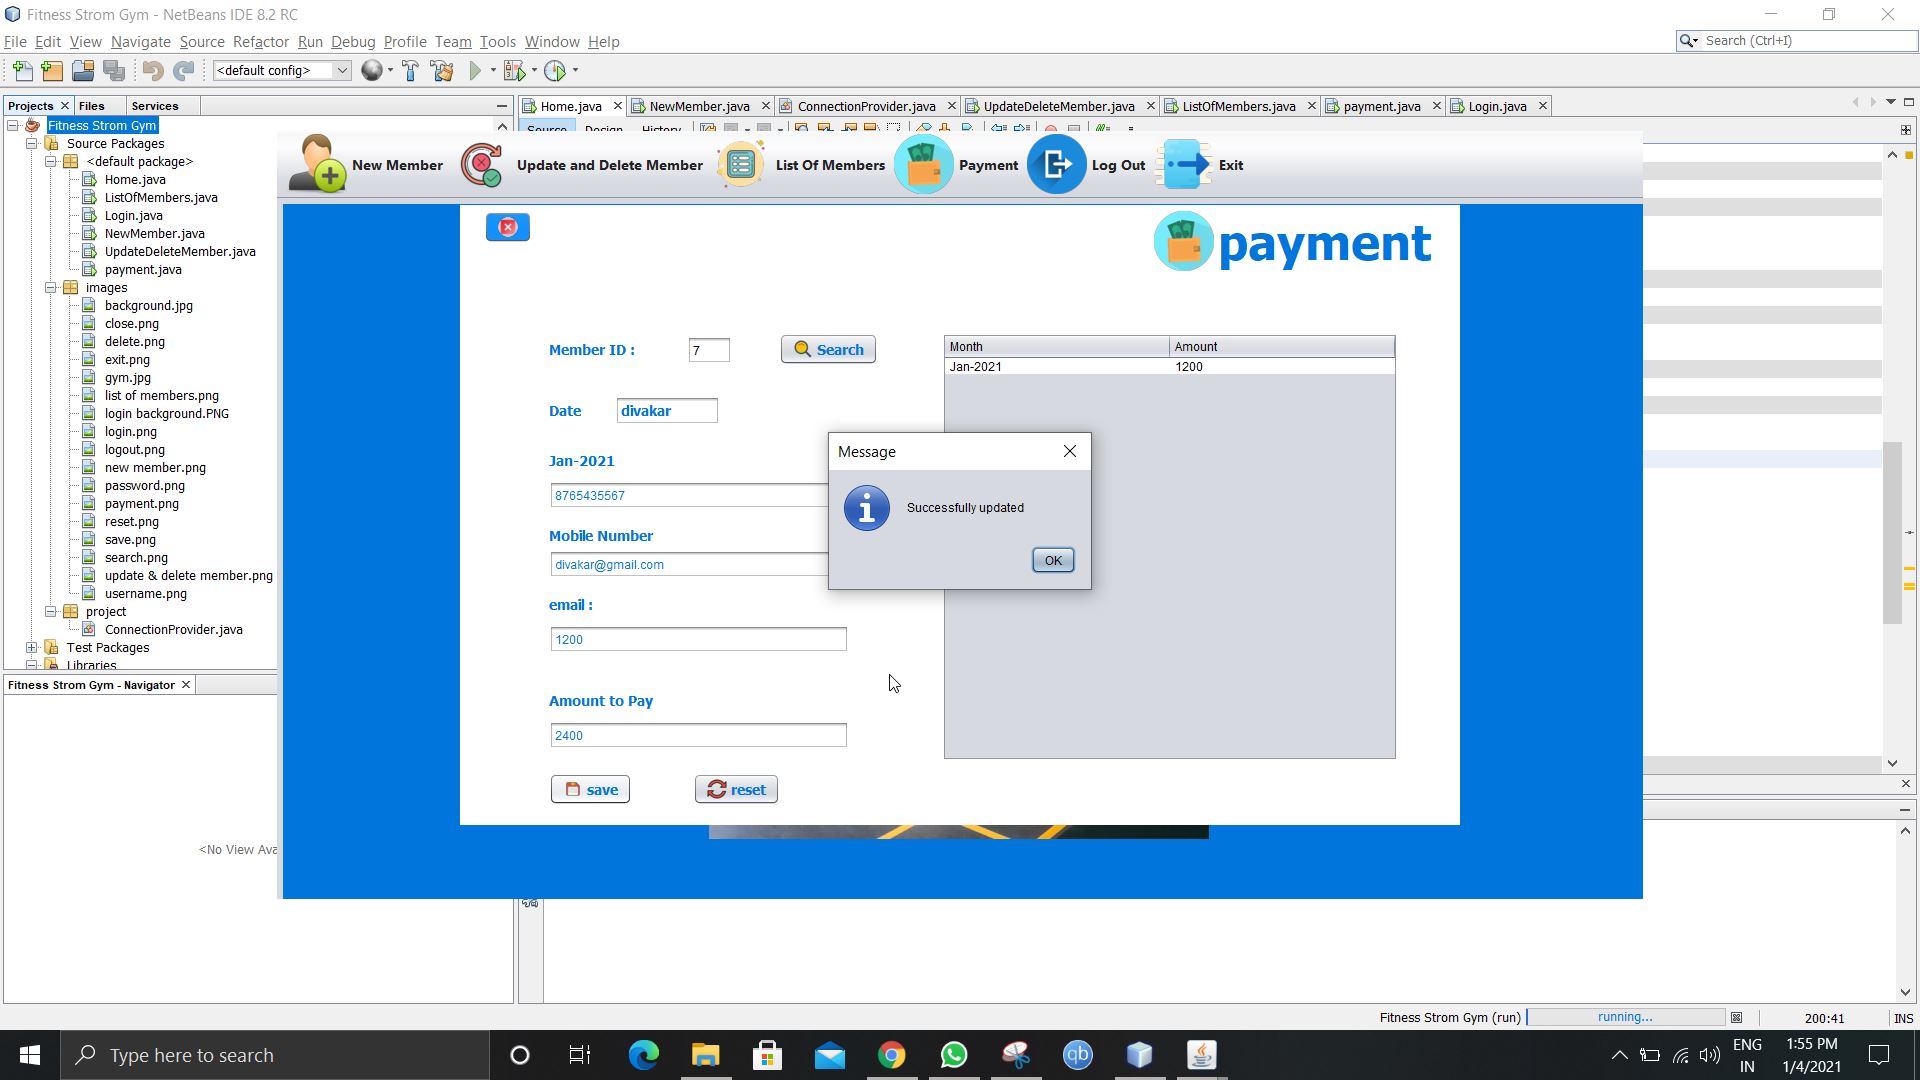 Fitness Strom Gym - NetBeans IDE 8.2 RC
File Edit View Navigate Source Refactor Run Debug Profile Team Tools Window Help
Search (Ctrl+I)
<default config>
Projects Files Services
Home.java NewMember.java ConnectionProvider.java UpdateDeleteMember.java ListOfMembers.java payment.java Login.java
Source Design History
Fitness Strom Gym
Source Packages
<default package>
Home.java
ListOfMembers.java
Login.java
NewMember.java
UpdateDeleteMember.java
payment.java
images
background.jpg
close.png
delete.png
exit.png
gym.jpg
list of members.png
login background.PNG
login.png
logout.png
new member.png
password.png
payment.png
reset.png
save.png
search.png
update & delete member.png
username.png
project
ConnectionProvider.java
Test Packages
Libraries
Fitness Strom Gym - Navigator
<No View Ava
New Member Update and Delete Member List Of Members Payment Log Out Exit
payment
Member ID : 7 Search
Date divakar
Jan-2021
8765435567
Mobile Number
divakar@gmail.com
email :
1200
Amount to Pay
2400
save reset
Month Amount
Jan-2021 1200
Message
Successfully updated
OK
Fitness Strom Gym (run) running... 200:41 INS
Type here to search
qb
ENG
IN
1:55 PM
1/4/2021